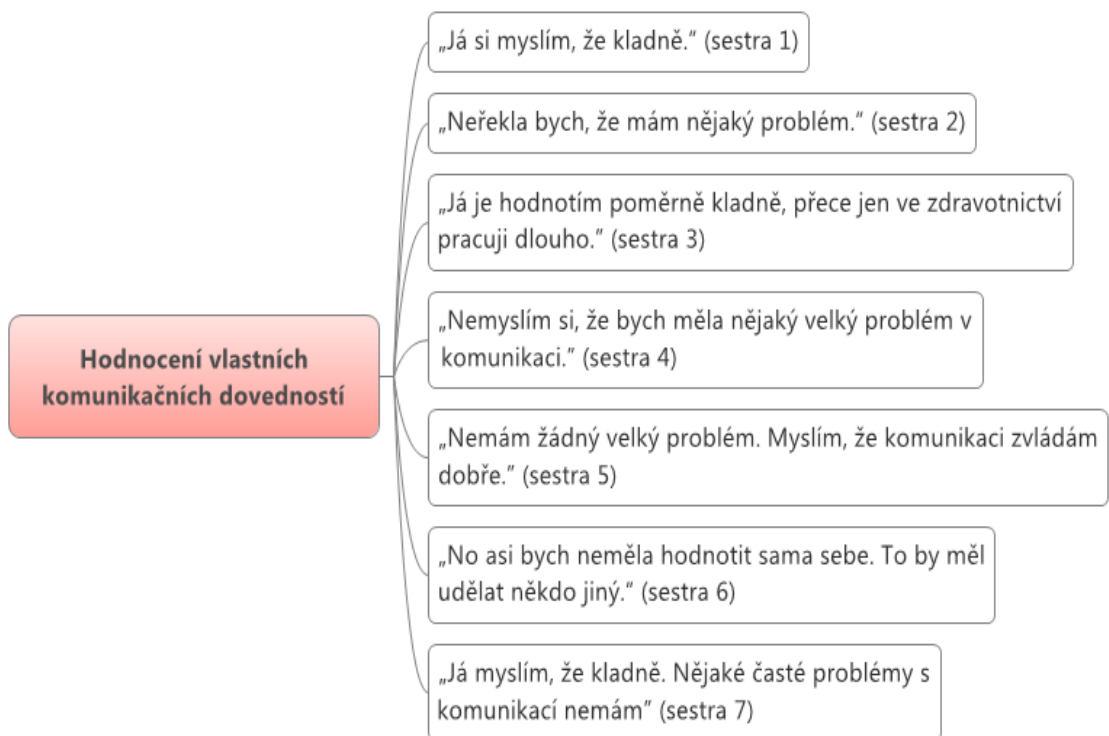 „Já si myslím, že kladně.“ (sestra 1)
„Neřekla bych, že mám nějaký problém.“ (sestra 2)
„Já je hodnotím poměrně kladně, přece jen ve zdravotnictví
pracuji dlouho.“ (sestra 3)
„Nemyslím si, že bych měla nějaký velký problém v
komunikaci.“ (sestra 4)
Hodnocení vlastních
komunikačních dovedností
„Nemám žádný velký problém. Myslím, že komunikaci zvládám
dobře.“ (sestra 5)
„No asi bych neměla hodnotit sama sebe. To by měl
udělat někdo jiný.“ (sestra 6)
„Já myslím, že kladně. Nějaké časté problémy s
komunikací nemám“ (sestra 7)